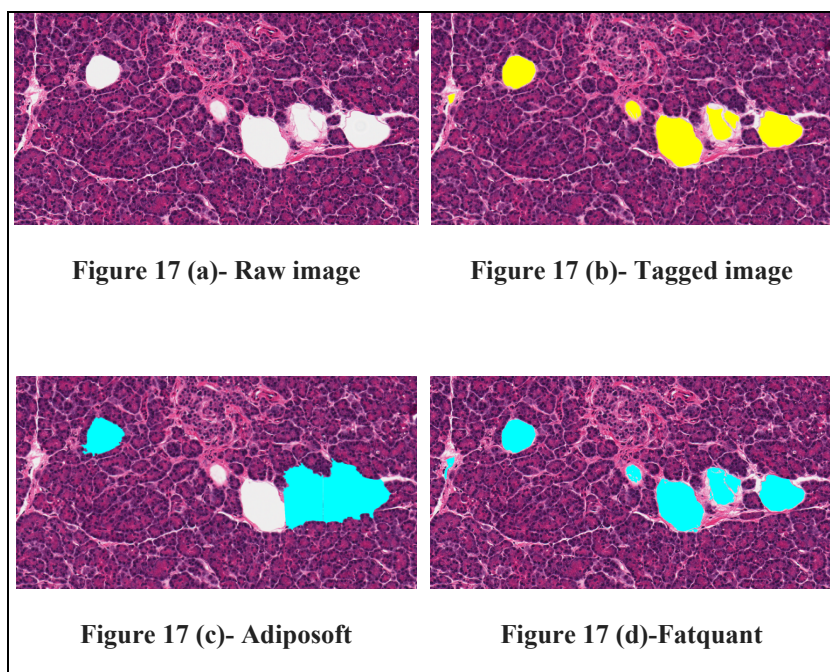 Figure 17 (a)- Raw image
Figure 17 (b)- Tagged image
Figure 17 (c)- Adiposoft
Figure 17 (d)-Fatquant